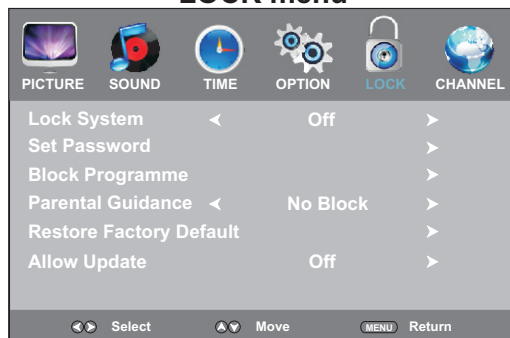 LOCK menu
PICTURE SOUND TIME OPTION LOCK CHANNEL
Lock System Off
Set Password
Block Programme
Parental Guidance No Block
Restore Factory Default
Allow Update Off
Select Move MENU Return